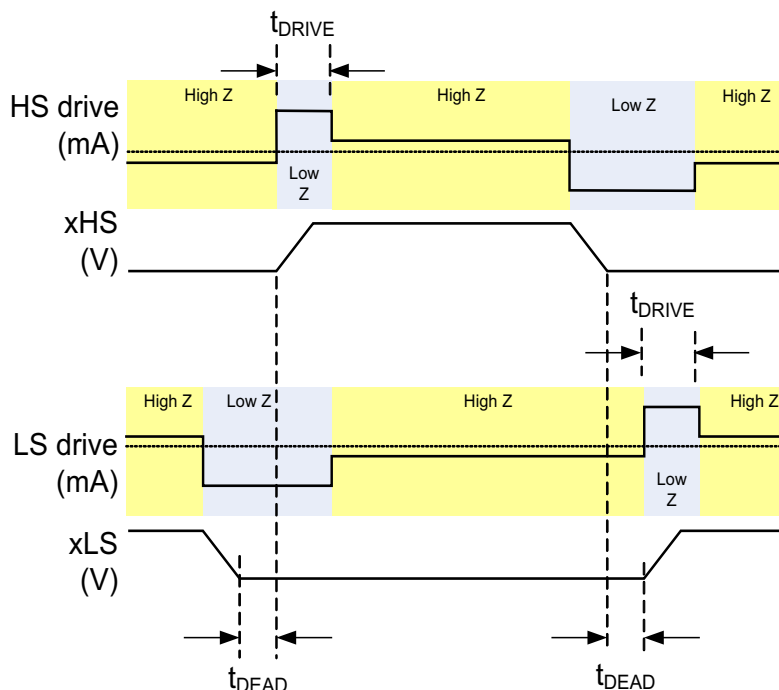 tDRIVE
High Z
High Z
Low Z
High Z
HS drive
(mA)
Low
Z
xHS
(V)
tDRIVE
High Z
Low Z
High Z
High Z
LS drive
(mA)
Low
Z
xLS
(V)
tDEAD
tDEAD